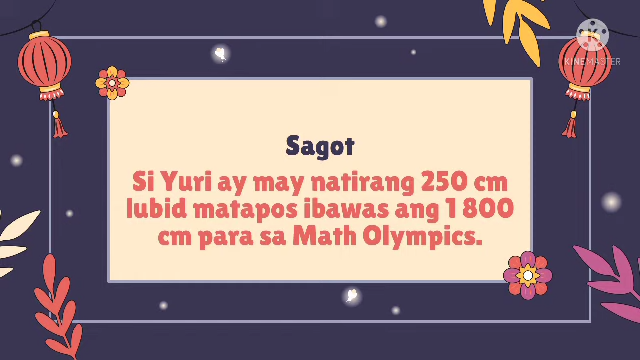 KINEMASTER
Sagot
Si Yuri ay may natirang 250 cm
lubid matapos ibawas ang 1 800
cm para sa Math Olympics.